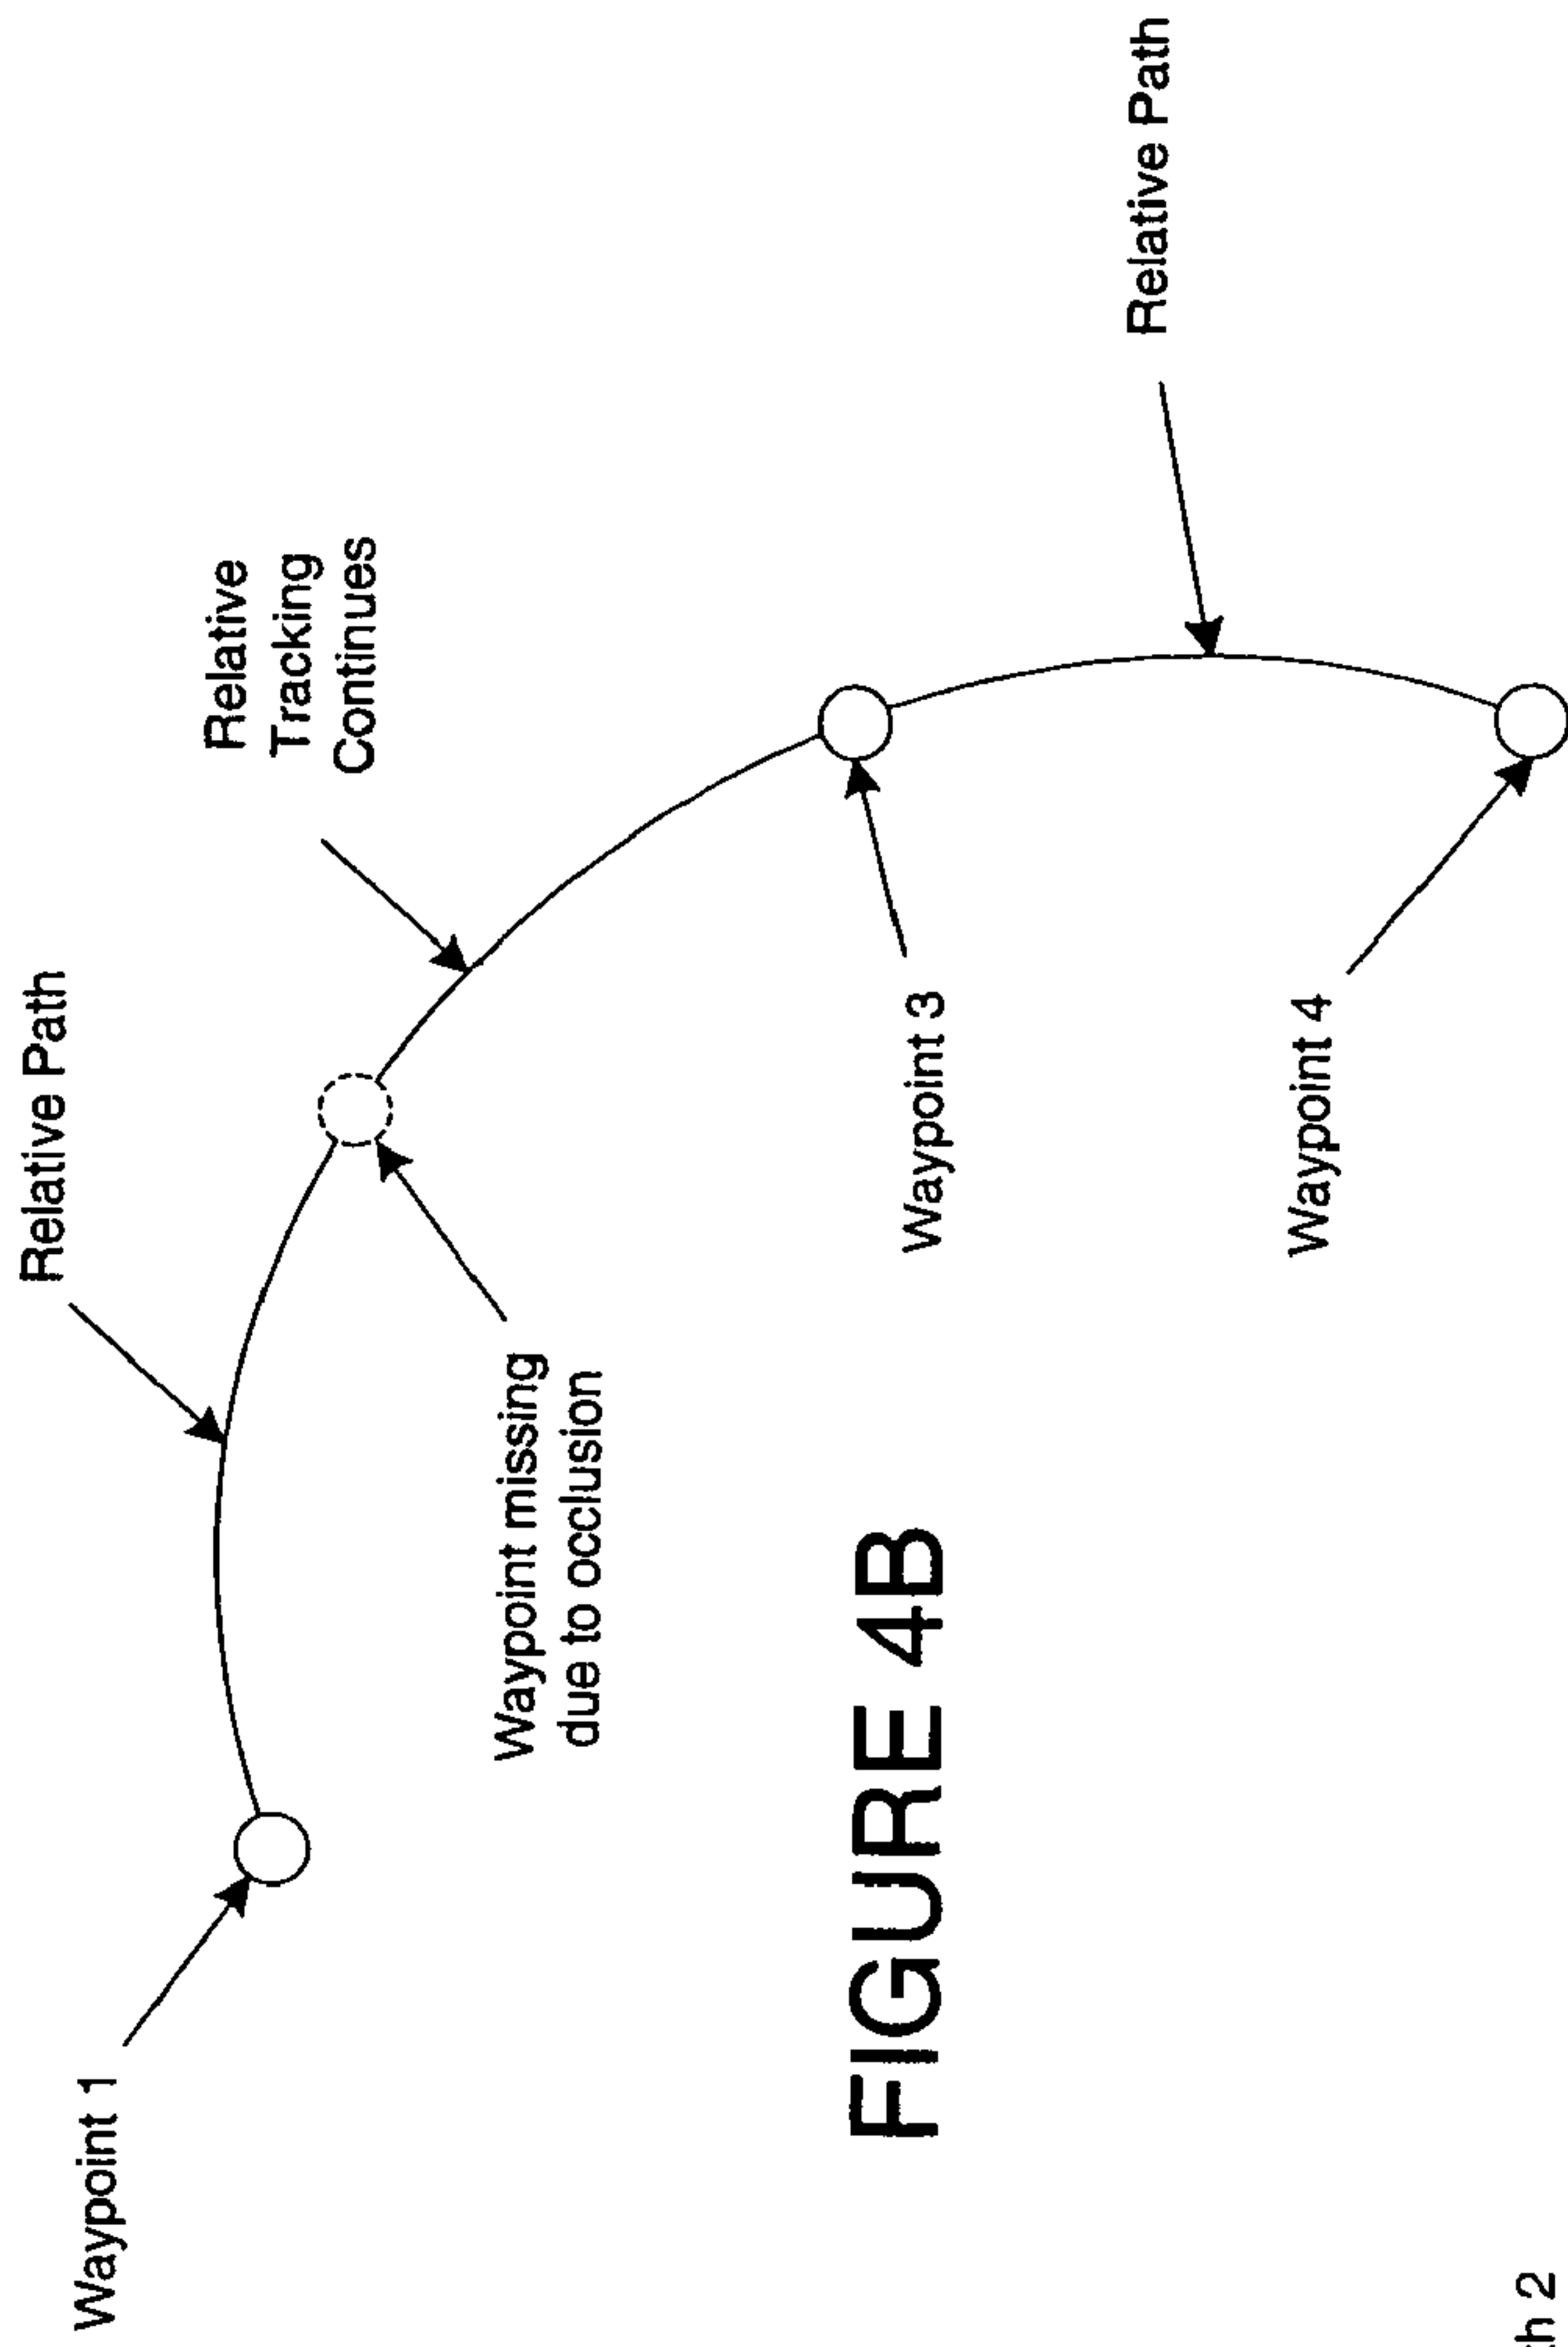 Waypoint 1
Relative Path
Relative
Tracking
Continues
Waypoint missing
due to occlusion
Waypoint 3
Relative Path
Waypoint 4
FIGURE 4B
2